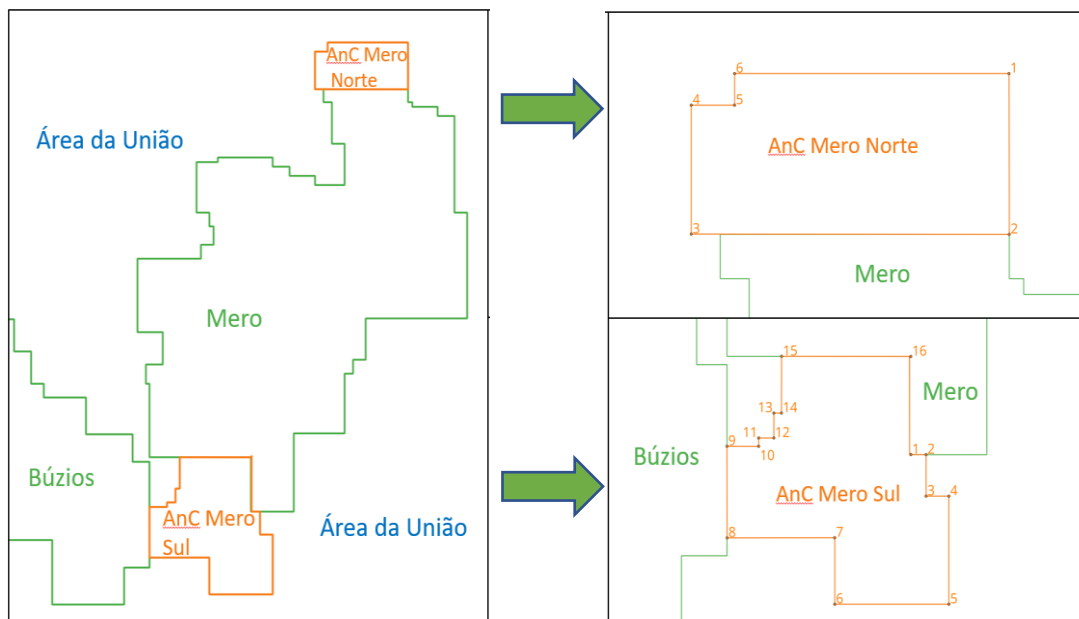 AnC Mero
Norte
Área da União
Mero
Búzios
AnC Mero
Sul
Área da União
6
1
4
5
AnC Mero Norte
3
2
Mero
15
16
Mero
13
14
11
12
9
10
1
2
Búzios
AnC Mero Sul
3
4
8
7
6
5